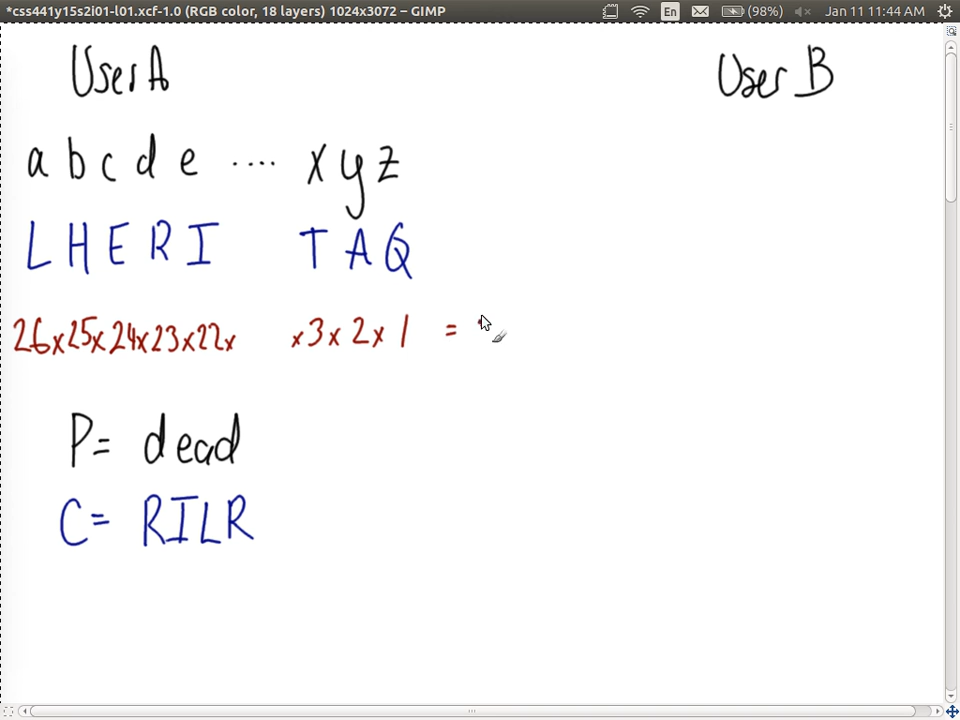 *css441y15s2i01-l01.xcf-1.0 (RGB color, 18 layers) 1024x3072 – GIMP En (98%) Jan 11 11:44 AM
User A User B
a b c d e .... x y z
L H E R I T A Q
26x25x24x23x22x x3x2x1 =
P= dead
C= RILR